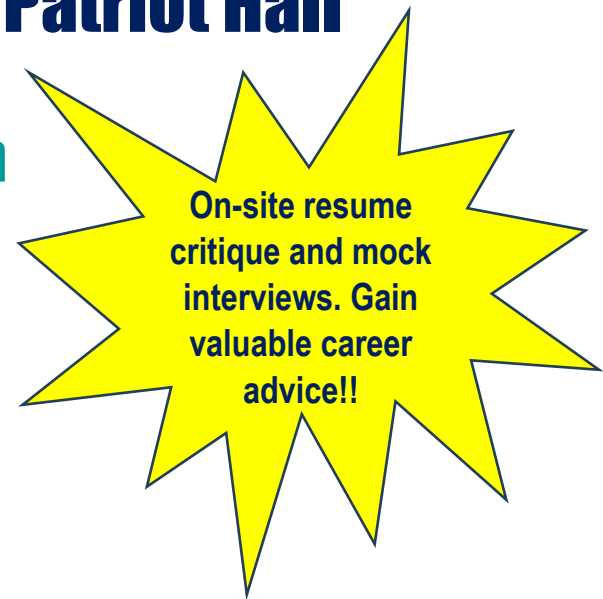 Patriot Hall
On-site resume
critique and mock
interviews. Gain
valuable career
advice!!